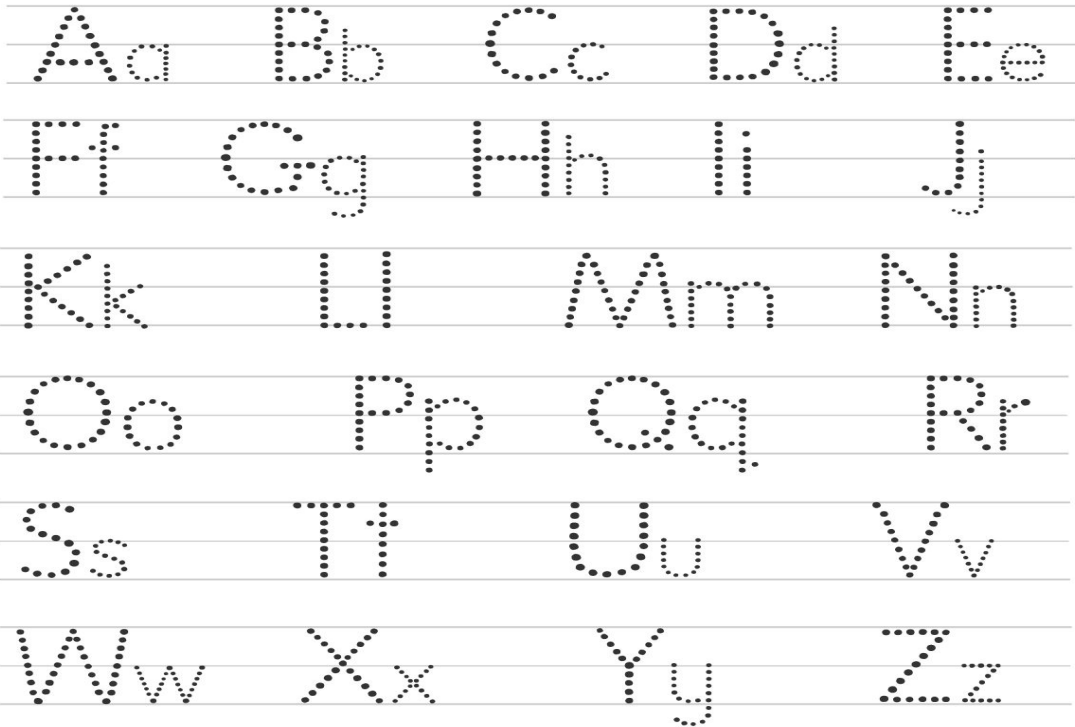 Aa Bb Cc Dd Ee
Ff Gg Hh Ii Jj
Kk Ll Mm Nn
Oo Pp Qq Rr
Ss Tt Uu Vv
Ww Xx Yy Zz